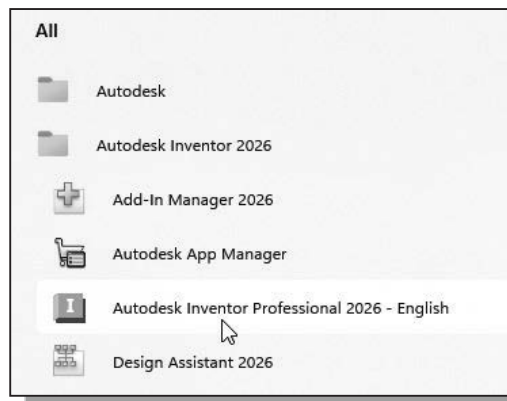 All
Autodesk
Autodesk Inventor 2026
Add-In Manager 2026
Autodesk App Manager
I Autodesk Inventor Professional 2026 - English
Design Assistant 2026